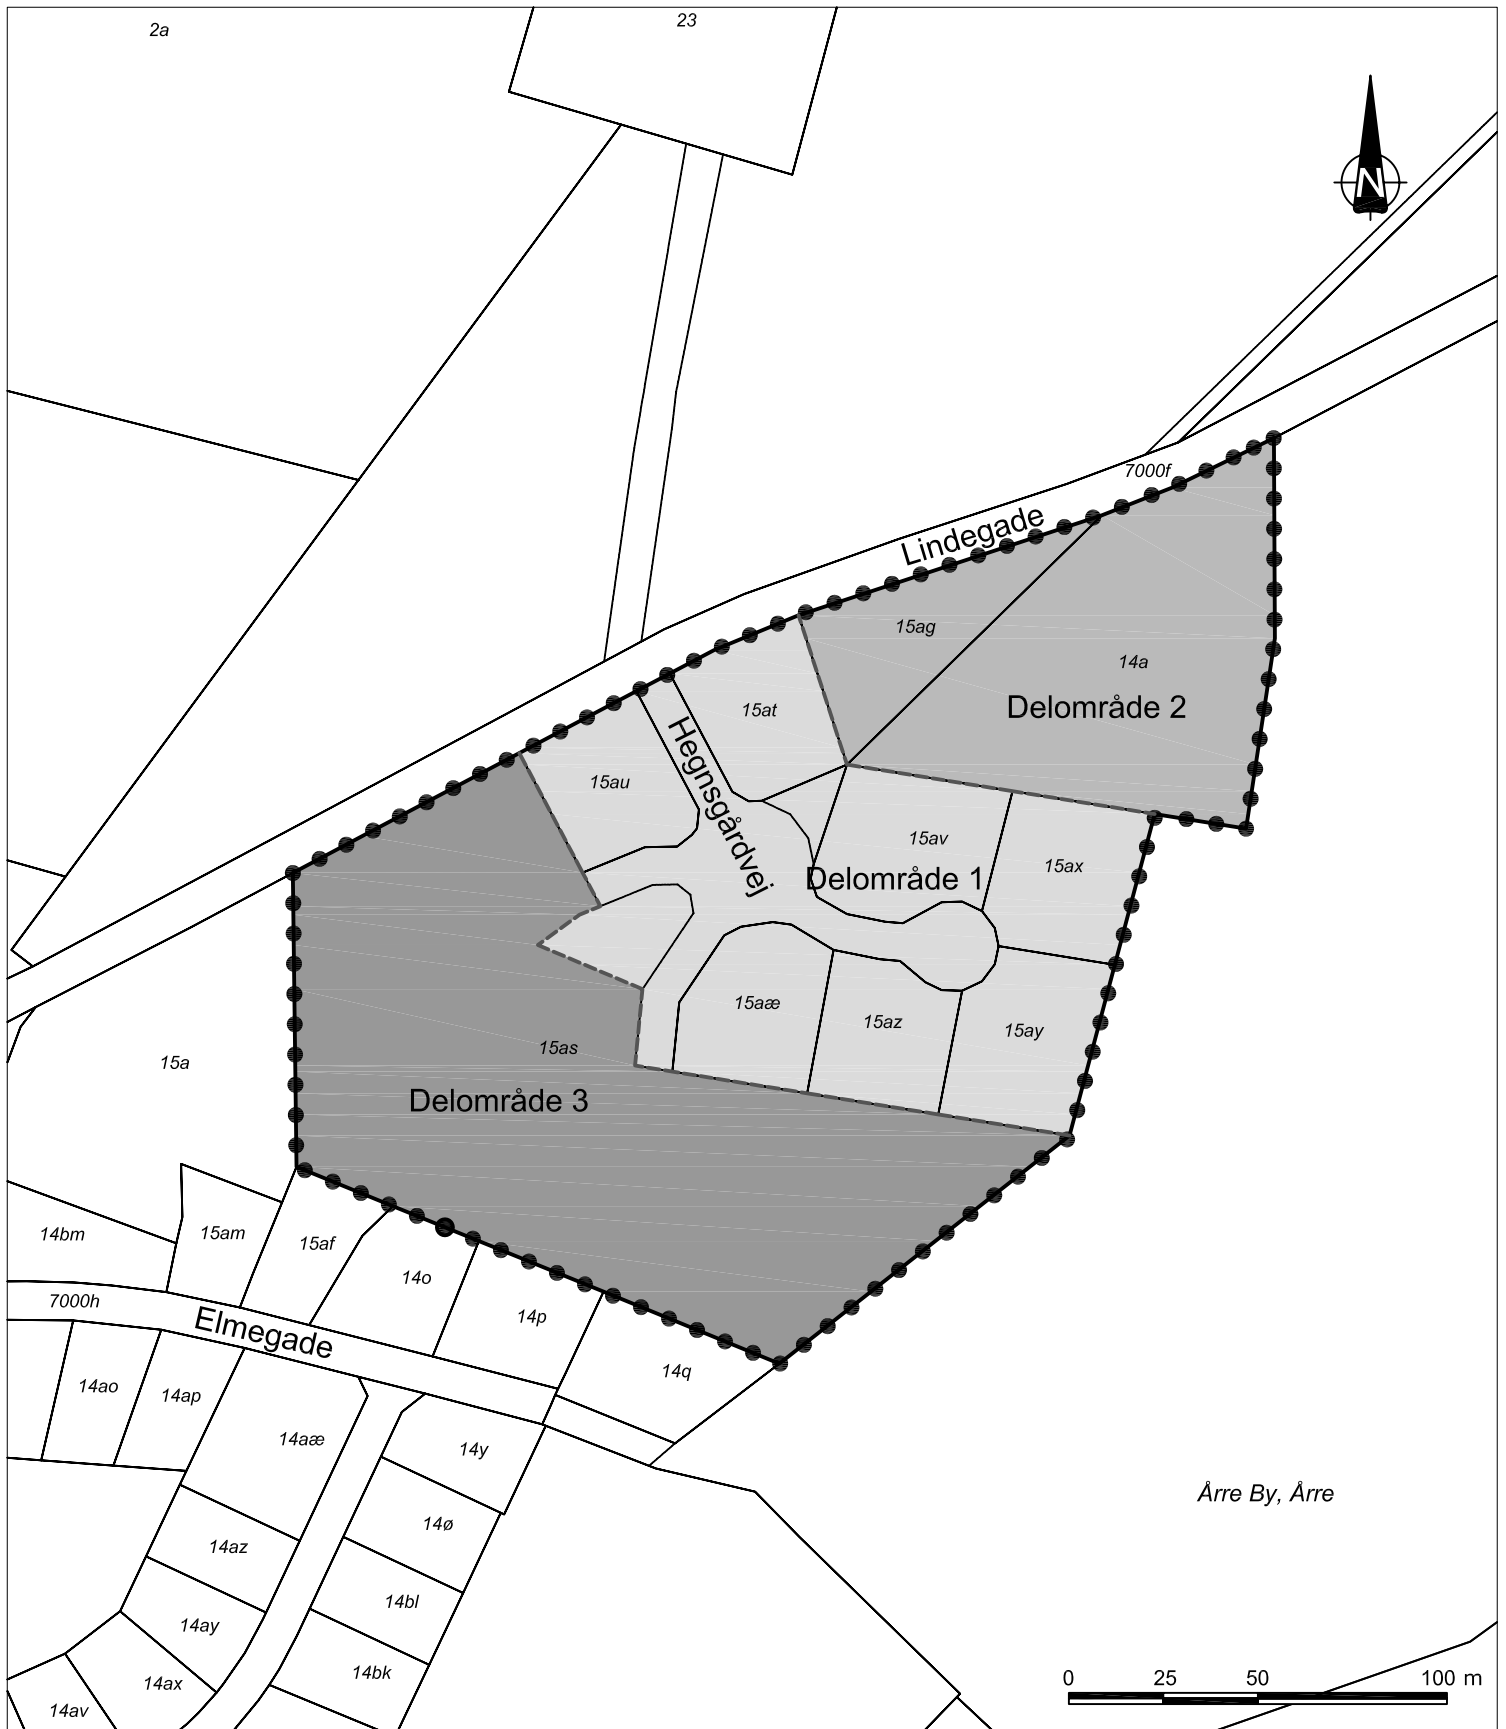 2a
23
N
7000f
Lindegade
15ag
14a
Delområde 2
15at
Hegnsgårdvej
15au
15av
15ax
Delområde 1
15aæ
15az
15ay
15as
15a
Delområde 3
14bm
15am
15af
14o
7000h
Elmegade
14p
14q
14ao
14ap
14aæ
14y
Årre By, Årre
14ø
14az
14bl
14ay
14bk
14ax
14av
0 25 50 100 m